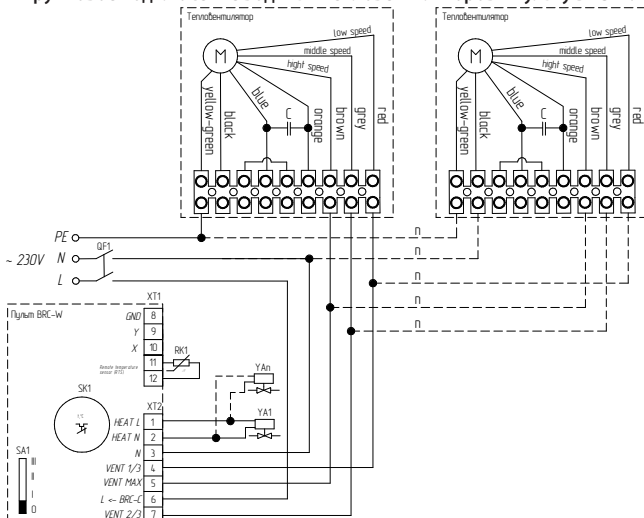 Тепловентилятор
Тепловентилятор
low speed
middle speed
hight speed
low speed
middle speed
hight speed
M
M
yellow-green
black
blue
C
orange
brown
grey
red
yellow-green
black
blue
C
orange
brown
grey
red
PE
n
QF1
~ 230V
N
n
L
n
n
n
Пульт BRC-W
XT1
GND 8
Y 9
X 10
11
12
RK1
Remote temperature
sensor (RTS)
YAn
YA1
SK1
t,°C
XT2
HEAT L 1
HEAT N 2
N 3
VENT 1/3 4
VENT MAX 5
L <- BRC-C 6
VENT 2/3 7
SA1
III
II
I
0